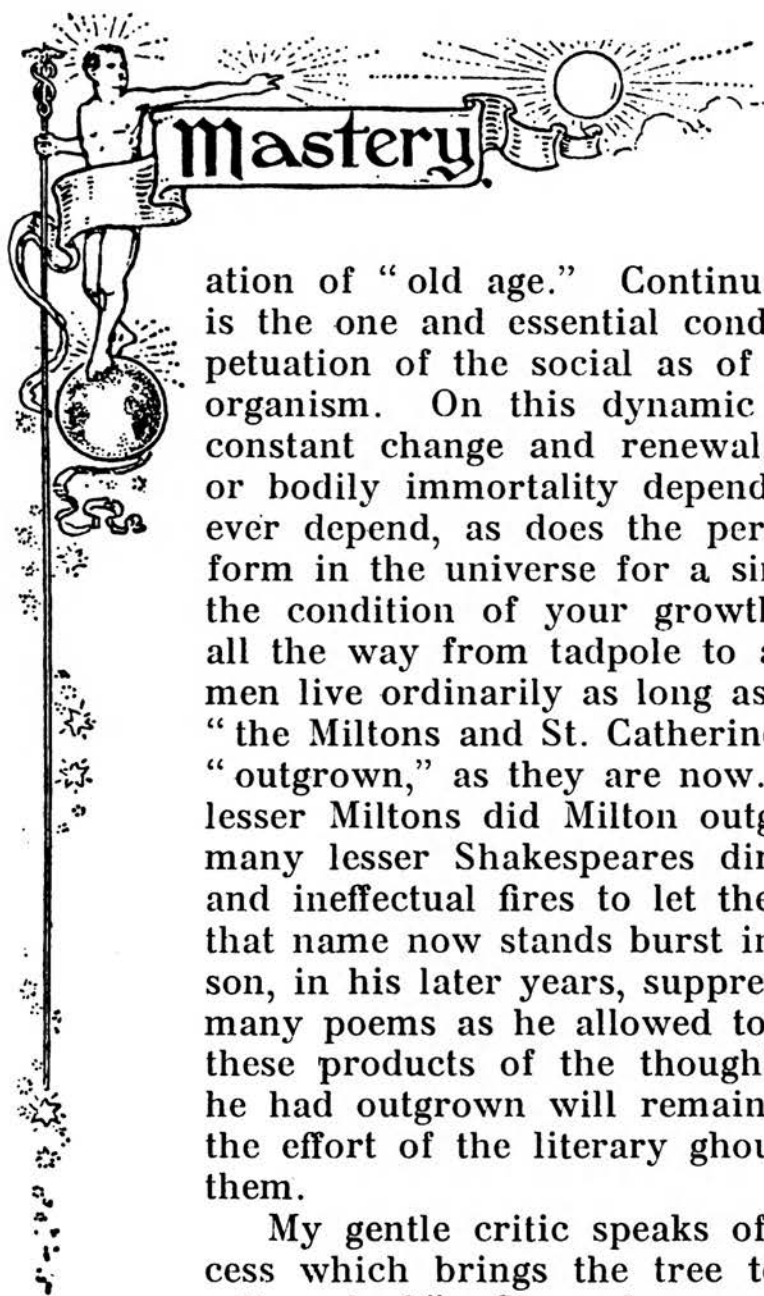 Mastery
ation of “old age.” Continu
is the one and essential cond
petuation of the social as of
organism. On this dynamic
constant change and renewal
or bodily immortality depend
ever depend, as does the per
form in the universe for a sin
the condition of your growt
all the way from tadpole to a
men live ordinarily as long as
“the Miltons and St. Catherin
“outgrown,” as they are now.
lesser Miltons did Milton outg
many lesser Shakespeares dim
and ineffectual fires to let the
that name now stands burst in
son, in his later years, suppre
many poems as he allowed to
these products of the though
he had outgrown will remain
the effort of the literary ghou
them.
My gentle critic speaks of
cess which brings the tree to